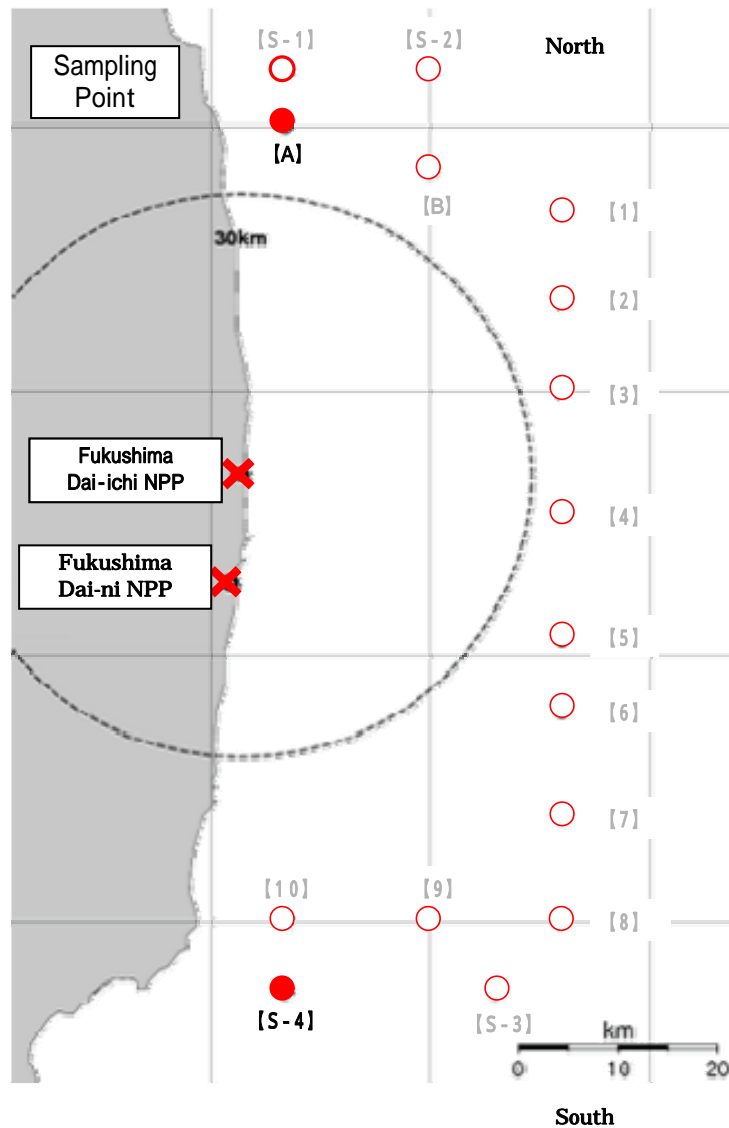 【S-1】
【S-2】
North
Sampling
Point
【A】
【B】
【1】
30km
【2】
【3】
Fukushima
Dai-ichi NPP
【4】
Fukushima
Dai-ni NPP
【5】
【6】
【7】
【10】
【9】
【8】
【S-4】
【S-3】
km
0
10
20
South